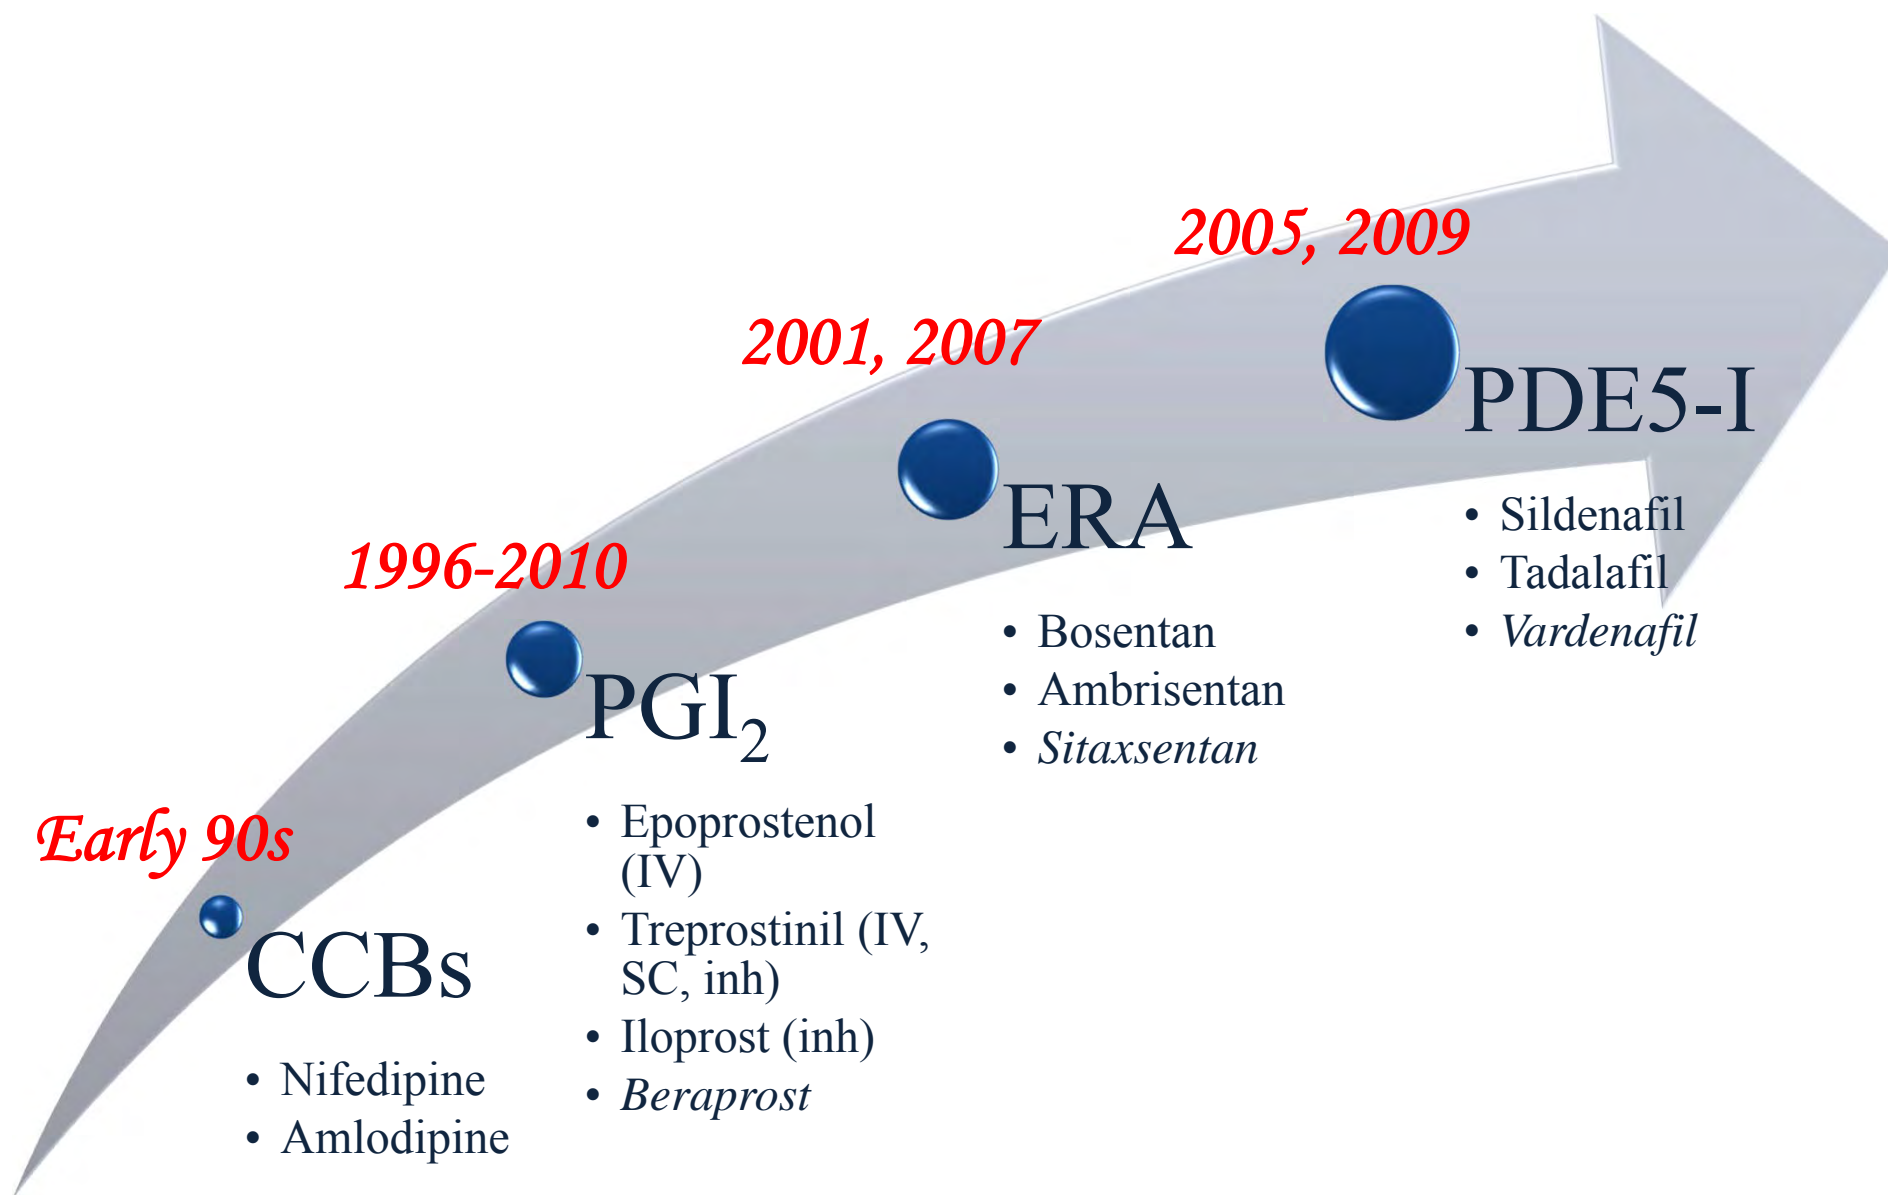 Early 90s
CCBs
• Nifedipine
• Amlodipine
1996-2010
PGI₂
• Epoprostenol
(IV)
• Treprostinil (IV,
SC, inh)
• Iloprost (inh)
• Beraprost
2001, 2007
ERA
• Bosentan
• Ambrisentan
• Sitaxsentan
2005, 2009
PDE5-I
• Sildenafil
• Tadalafil
• Vardenafil